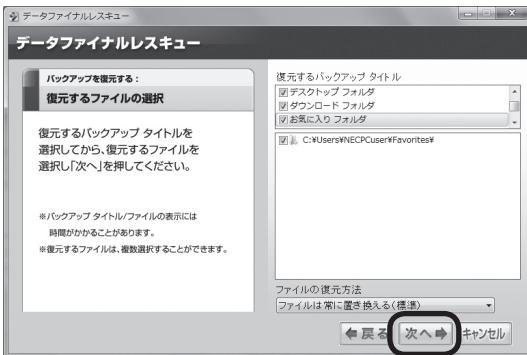 データファイナルレスキュー
データファイナルレスキュー
バックアップを復元する：
復元するファイルの選択
復元するバックアップ タイトルを
選択してから、復元するファイルを
選択し「次へ」を押してください。
※バックアップ タイトル/ファイルの表示には
時間がかかることがあります。
※復元するファイルは、複数選択することができます。
復元するバックアップ タイトル
デスクトップ フォルダ
ダウンロード フォルダ
お気に入り フォルダ
C:¥Users¥NECPCuser¥Favorites¥
ファイルの復元方法
ファイルは常に置き換える(標準)
戻る
次へ
キャンセル